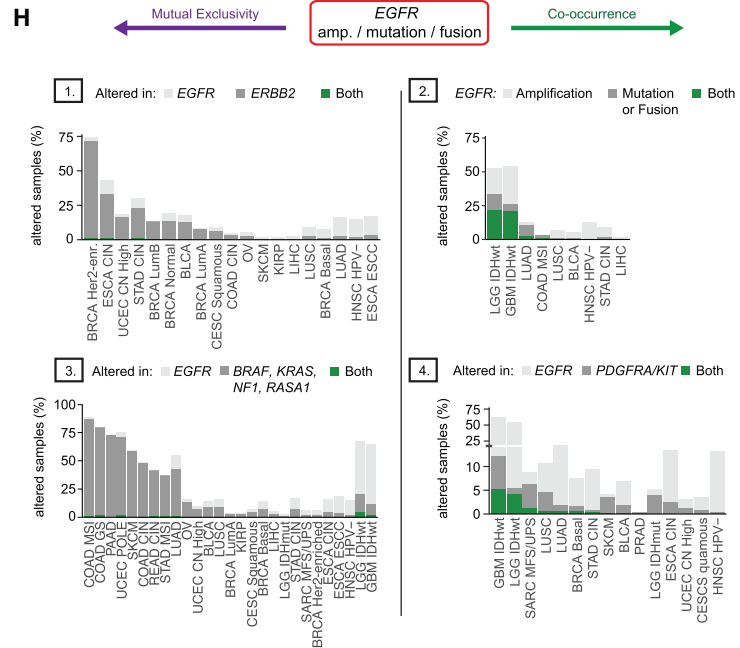 H
Mutual Exclusivity
EGFR
amp. / mutation / fusion
Co-occurrence
1.
Altered in: EGFR ERBB2 Both
altered samples (%)
75
50
25
0
BRCA Her2-enr.
ESCA CIN
UCEC CN High
STAD CIN
BRCA LumB
BRCA Normal
BLCA
BRCA LumA
CESC Squamous
COAD CIN
OV
SKCM
KIRP
LIHC
LUSC
BRCA Basal
LUAD
HNSC HPV−
ESCA ESCC
2.
EGFR: Amplification Mutation or Fusion Both
altered samples (%)
75
50
25
0
LGG IDHwt
GBM IDHwt
LUAD
COAD MSI
LUSC
BLCA
HNSC HPV−
STAD CIN
LIHC
3.
Altered in: EGFR BRAF, KRAS, Both
NF1, RASA1
altered samples (%)
100
75
50
25
0
COAD MSI
COAD GS
PAAD
UCEC POLE
SKCM
COAD CIN
READ CIN
STAD MSI
LUAD
OV
UCEC CN High
BLCA
LUSC
BRCA LumA
KIRP
CESC Squamous
BRCA Basal
LIHC
LGG IDHmut
STAD CIN
SARC MFS/UPS
BRCA Her2-enriched
ESCA CIN
ESCA ESCC
HNSC HPV−
LGG IDHwt
GBM IDHwt
4.
Altered in: EGFR PDGFRA/KIT Both
altered samples (%)
75
50
25
10
5
0
GBM IDHwt
LGG IDHwt
SARC MFS/UPS
LUSC
LUAD
BRCA Basal
STAD CIN
SKCM
BLCA
PRAD
LGG IDHmut
ESCA CIN
UCEC CN High
CESCS quamous
HNSC HPV−